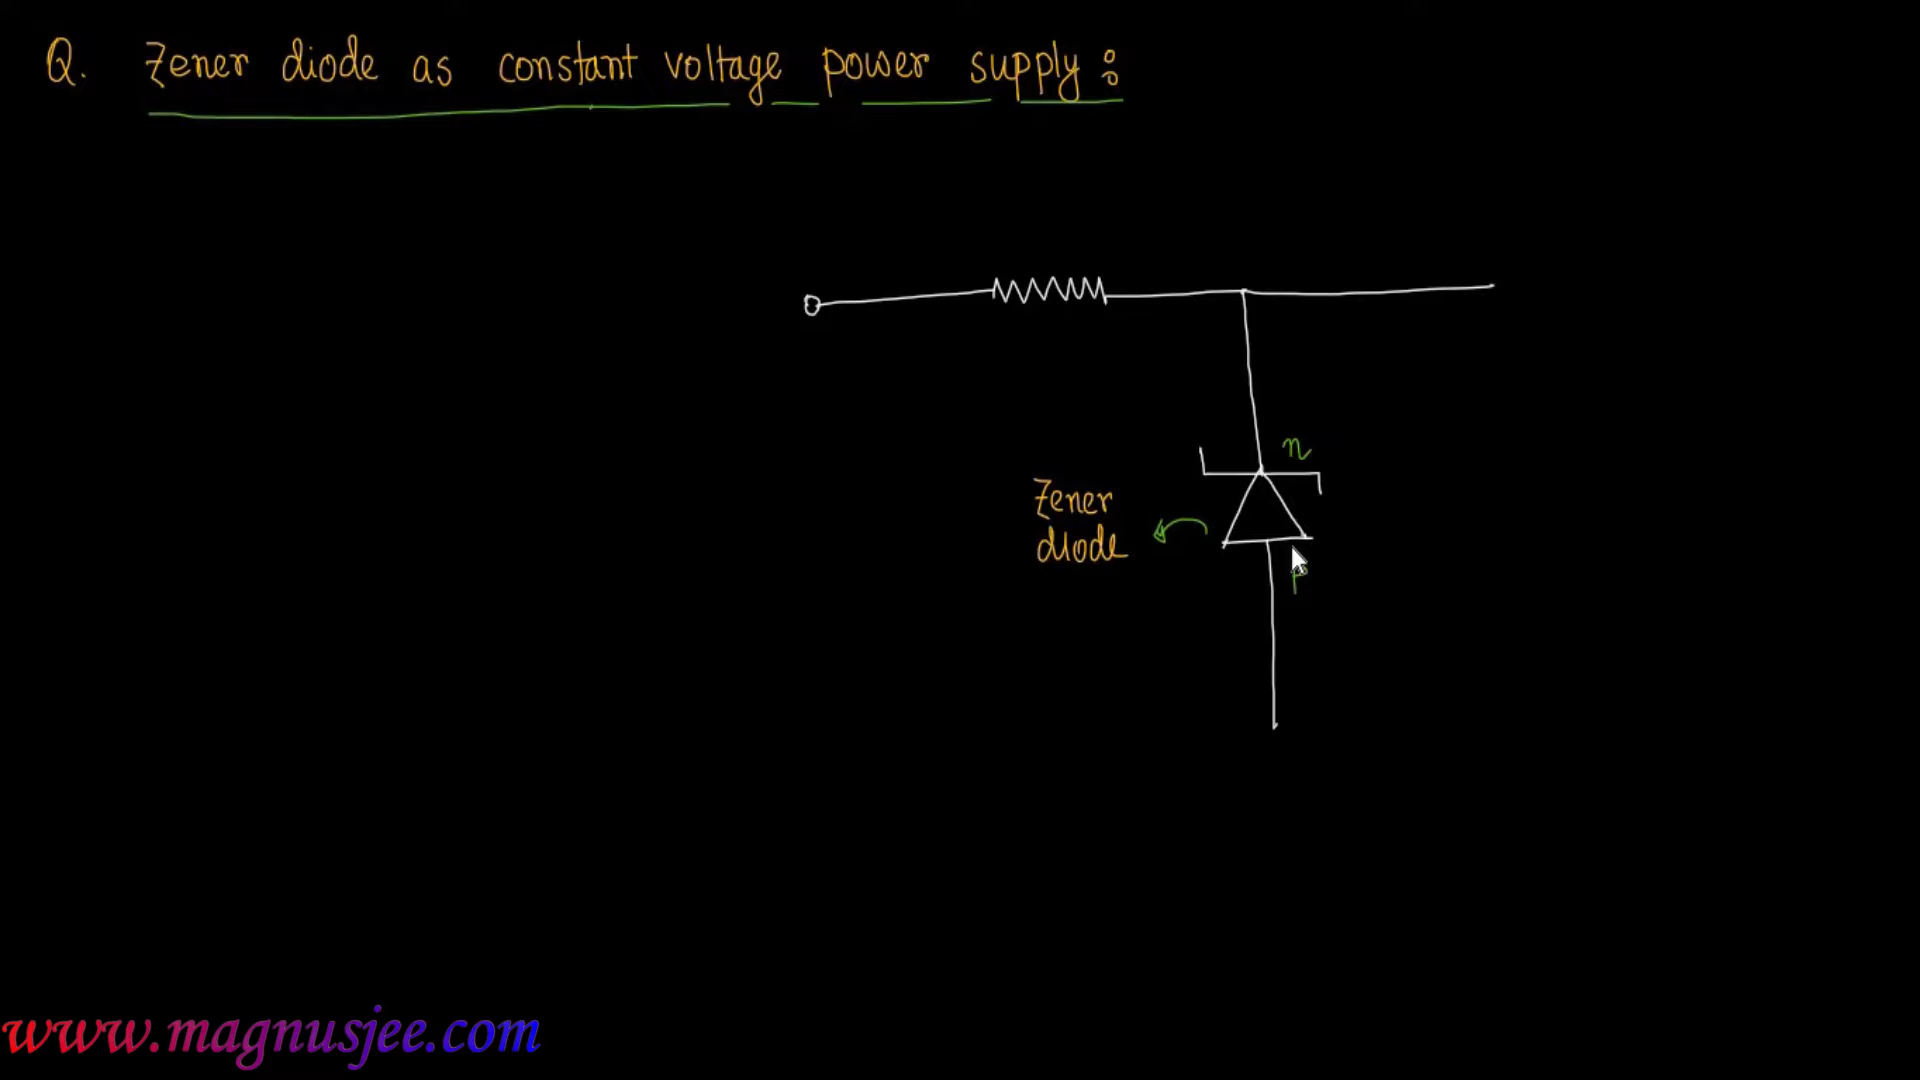 Q. Zener diode as constant voltage power supply :
n
Zener
diode
p
www.magnusjee.com